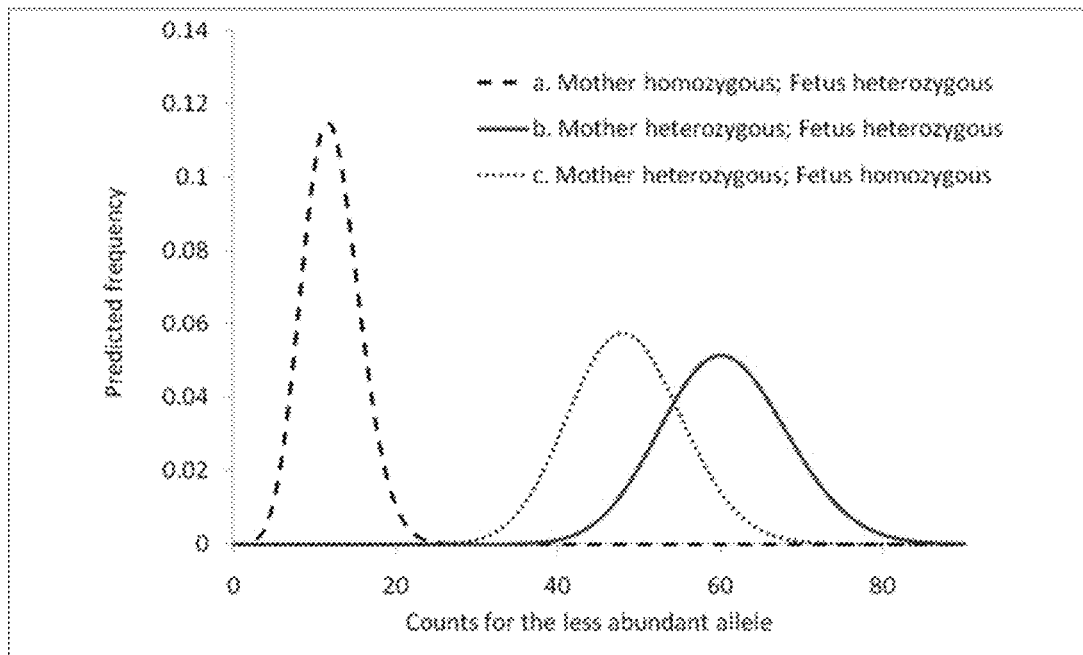 0.14
0.12
0.1
0.08
0.06
0.04
0.02
0
Predicted frequency
a. Mother homozygous; Fetus heterozygous
b. Mother heterozygous; Fetus heterozygous
c. Mother heterozygous; Fetus homozygous
0 20 40 60 80
Counts for the less abundant allele